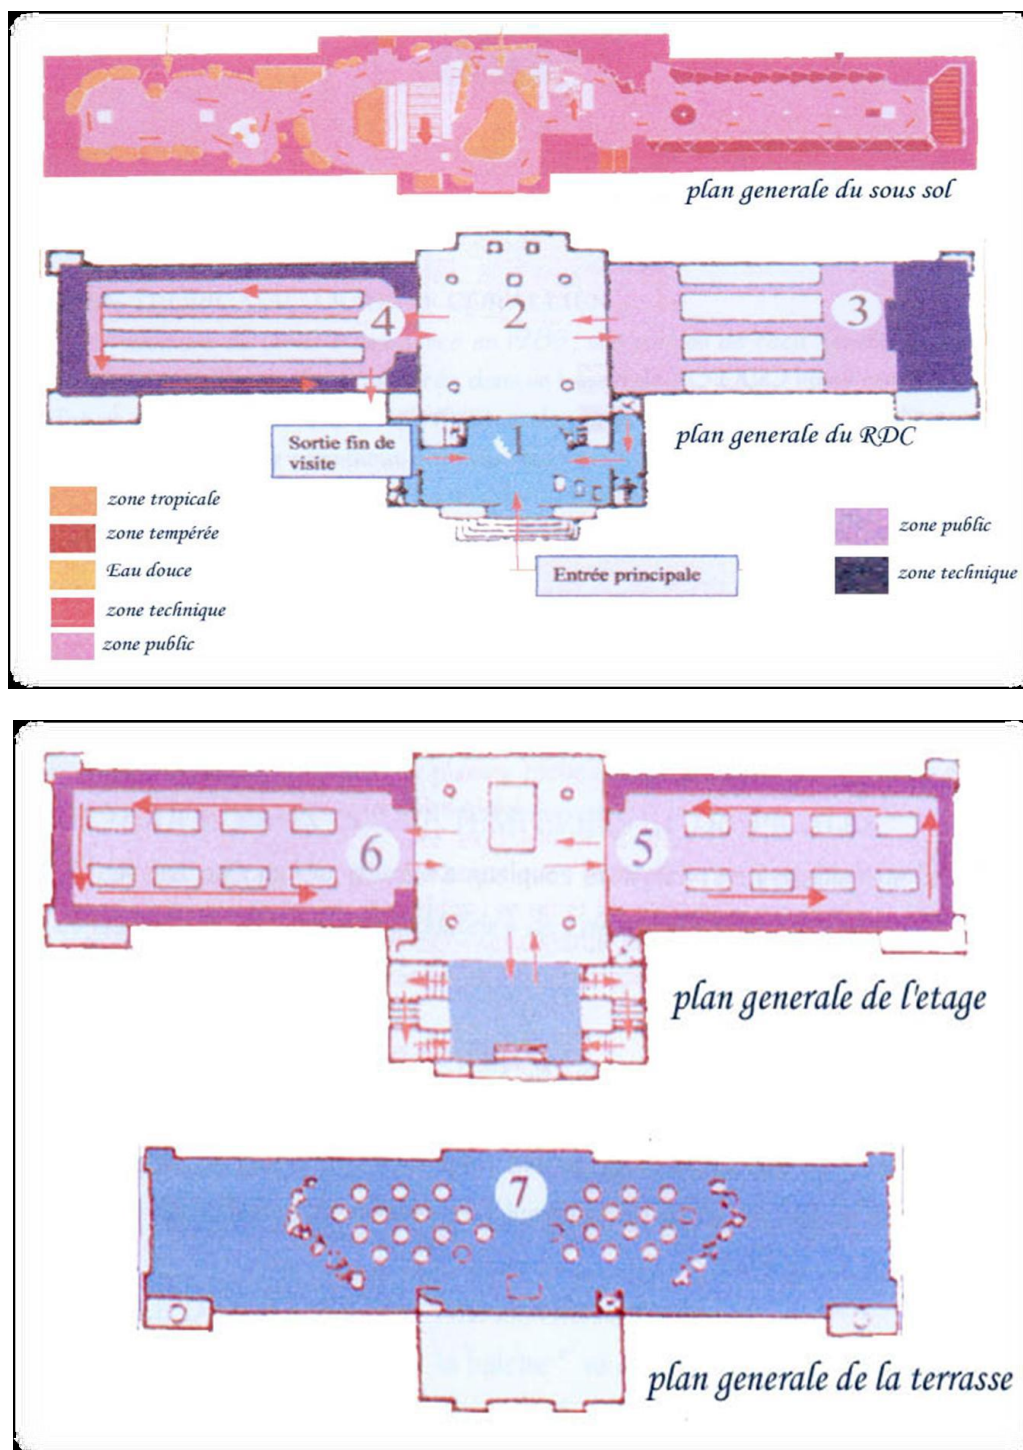 plan generale du sous sol
4
2
3
1
Sortie fin de
visite
plan generale du RDC
zone tropicale
zone tempérée
Eau douce
zone technique
zone public
zone public
zone technique
Entrée principale
6
5
plan generale de l'etage
7
plan generale de la terrasse